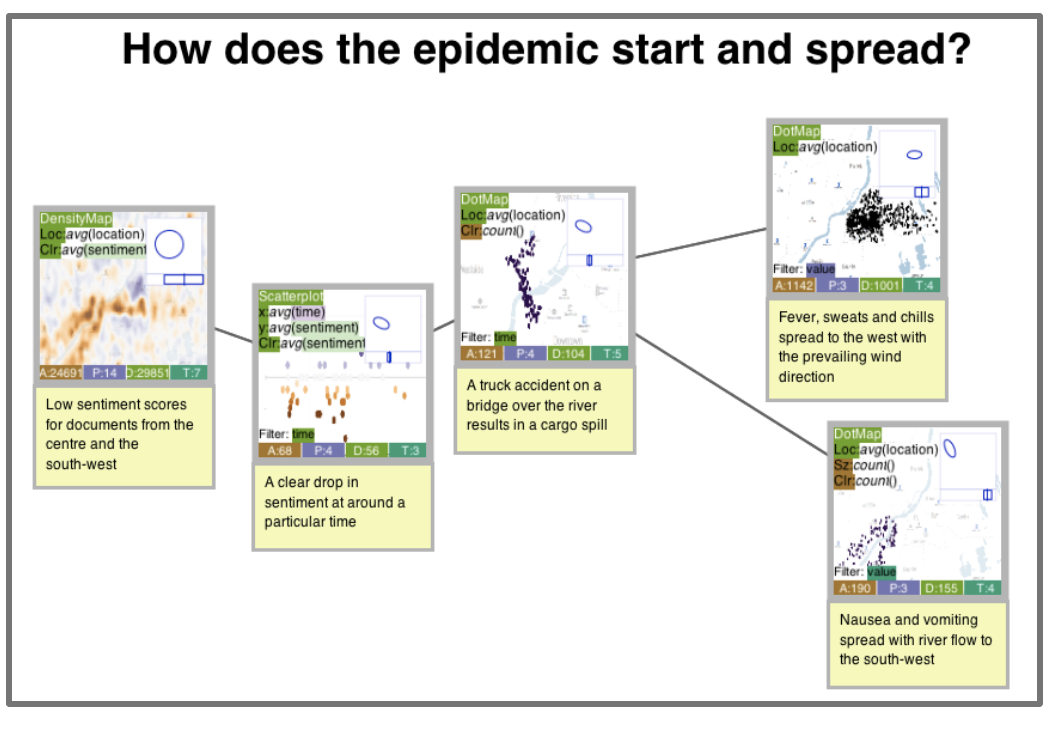 How does the epidemic start and spread?
DensityMap
Loc:avg(location)
Clr:avg(sentiment
A:24691 P:14 D:29851 T:7
Low sentiment scores
for documents from the
centre and the
south-west
Scatterplot
x:avg(time)
y:avg(sentiment)
Clr:avg(sentiment
Filter: time
A:68 P:4 D:56 T:3
A clear drop in
sentiment at around a
particular time
DotMap
Loc:avg(location)
Clr:count()
Filter: time
A:121 P:4 D:104 T:5
A truck accident on a
bridge over the river
results in a cargo spill
DotMap
Loc:avg(location)
Filter: value
A:1142 P:3 D:1001 T:4
Fever, sweats and chills
spread to the west with
the prevailing wind
direction
DotMap
Loc:avg(location)
Sz:count()
Clr:count()
Filter: value
A:190 P:3 D:155 T:4
Nausea and vomiting
spread with river flow to
the south-west